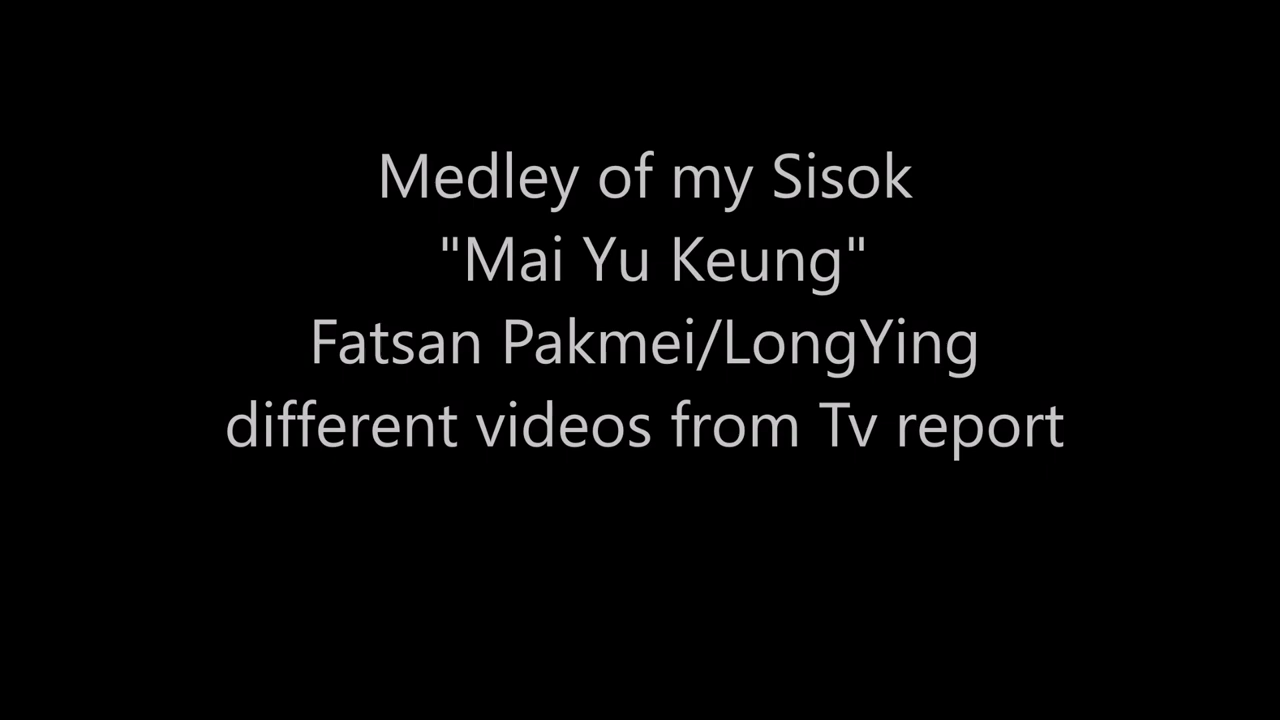 Medley of my Sisok
"Mai Yu Keung"
Fatsan Pakmei/LongYing
different videos from Tv report